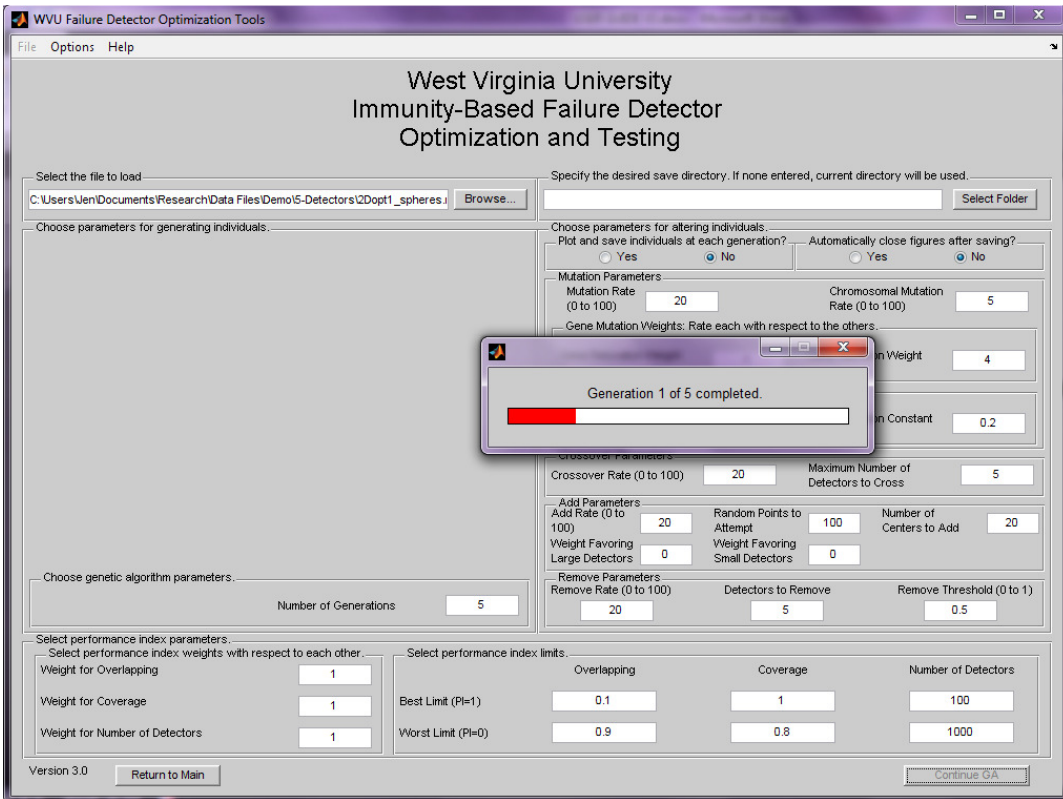 WVU Failure Detector Optimization Tools
File Options Help
West Virginia University
Immunity-Based Failure Detector
Optimization and Testing
Select the file to load
C:\Users\Jen\Documents\Research\Data Files\Demo\5-Detectors\2Dopt1_spheres. Browse...
Specify the desired save directory. If none entered, current directory will be used.
Select Folder
Choose parameters for generating individuals.
Choose parameters for altering individuals.
Plot and save individuals at each generation?
Yes No
Automatically close figures after saving?
Yes No
Mutation Parameters
Mutation Rate
(0 to 100) 20
Chromosomal Mutation
Rate (0 to 100) 5
Gene Mutation Weights: Rate each with respect to the others.
Weight 4
Generation 1 of 5 completed.
Constant 0.2
Crossover Parameters
Crossover Rate (0 to 100) 20
Maximum Number of
Detectors to Cross 5
Add Parameters
Add Rate (0 to
100) 20
Random Points to
Attempt 100
Number of
Centers to Add 20
Weight Favoring
Large Detectors 0
Weight Favoring
Small Detectors 0
Remove Parameters
Remove Rate (0 to 100) Detectors to Remove Remove Threshold (0 to 1)
20 5 0.5
Choose genetic algorithm parameters.
Number of Generations 5
Select performance index parameters.
Select performance index weights with respect to each other.
Weight for Overlapping 1
Weight for Coverage 1
Weight for Number of Detectors 1
Select performance index limits.
Overlapping Coverage Number of Detectors
Best Limit (PI=1) 0.1 1 100
Worst Limit (PI=0) 0.9 0.8 1000
Version 3.0 Return to Main Continue GA